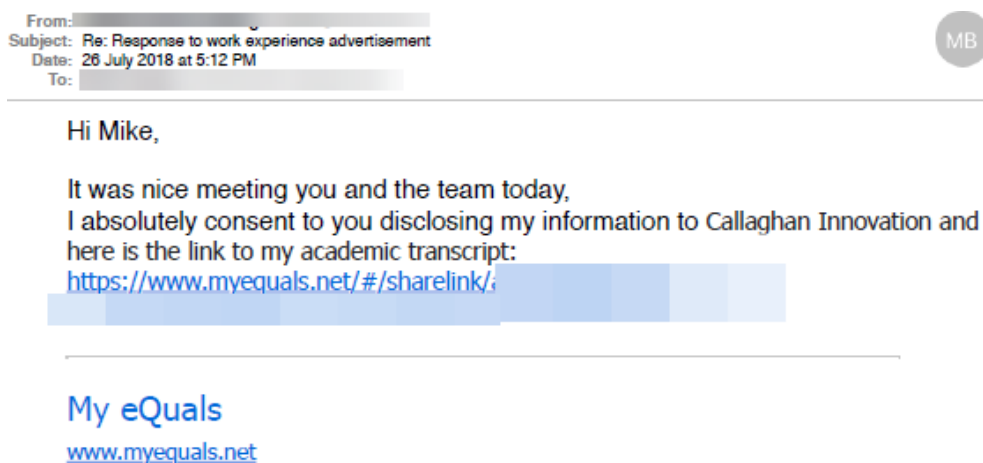 From:
Subject: Re: Response to work experience advertisement
Date: 26 July 2018 at 5:12 PM
To:
MB
Hi Mike,
It was nice meeting you and the team today,
I absolutely consent to you disclosing my information to Callaghan Innovation and
here is the link to my academic transcript:
https://www.myequals.net/#/sharelink/
My eQuals
www.myequals.net